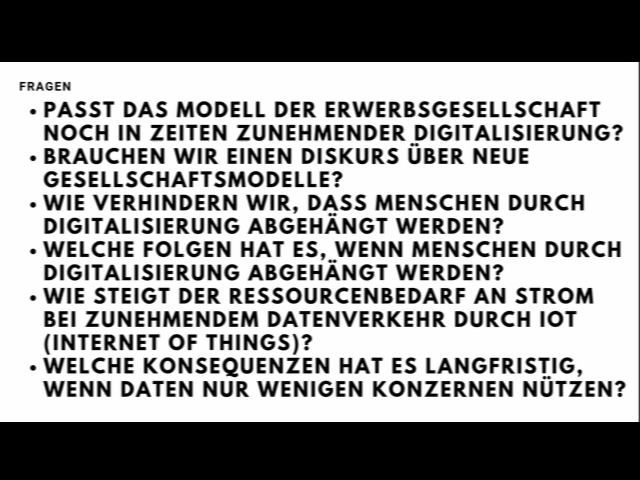 FRAGEN
• PASST DAS MODELL DER ERWERBSGESELLSCHAFT
NOCH IN ZEITEN ZUNEHMENDER DIGITALISIERUNG?
• BRAUCHEN WIR EINEN DISKURS ÜBER NEUE
GESELLSCHAFTSMODELLE?
• WIE VERHINDERN WIR, DASS MENSCHEN DURCH
DIGITALISIERUNG ABGEHÄNGT WERDEN?
• WELCHE FOLGEN HAT ES, WENN MENSCHEN DURCH
DIGITALISIERUNG ABGEHÄNGT WERDEN?
• WIE STEIGT DER RESSOURCENBEDARF AN STROM
BEI ZUNEHMENDEM DATENVERKEHR DURCH IOT
(INTERNET OF THINGS)?
• WELCHE KONSEQUENZEN HAT ES LANGFRISTIG,
WENN DATEN NUR WENIGEN KONZERNEN NÜTZEN?